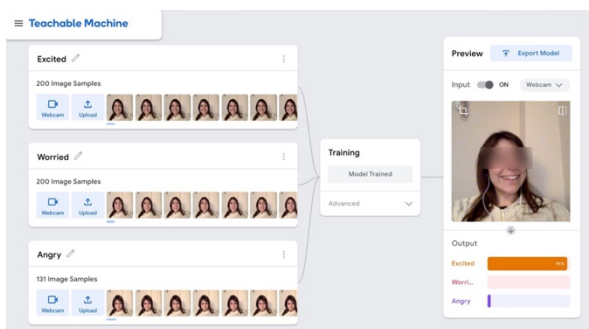 Teachable Machine
Excited
200 Image Samples
Webcam
Upload
Worried
200 Image Samples
Webcam
Upload
Angry
131 Image Samples
Webcam
Upload
Training
Model Trained
Advanced
Preview
Export Model
Input ON Webcam
Output
Excited
Worri...
Angry